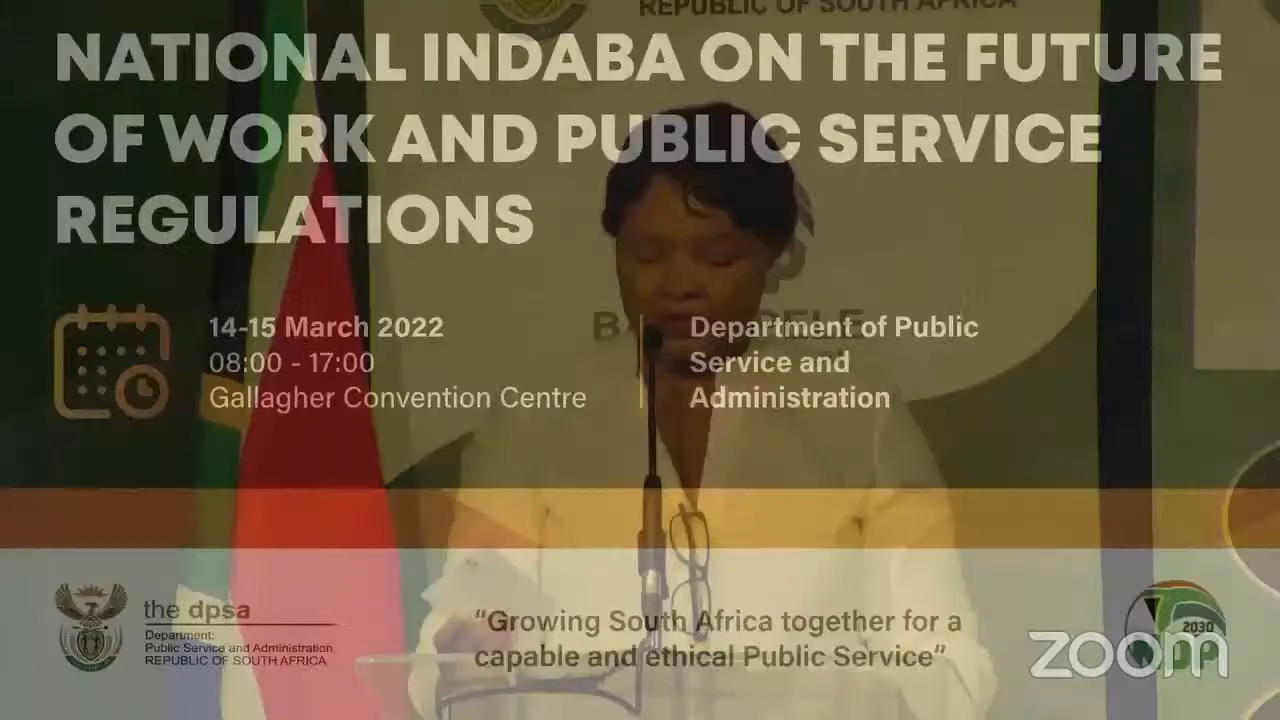 REPUBLIC OF SOUTH AFRICA
NATIONAL INDABA ON THE FUTURE
OF WORK AND PUBLIC SERVICE
REGULATIONS
14-15 March 2022
08:00 - 17:00
Gallagher Convention Centre
Department of Public
Service and
Administration
the dpsa
Department:
Public Service and Administration
REPUBLIC OF SOUTH AFRICA
"Growing South Africa together for a
capable and ethical Public Service"
2030
zoom